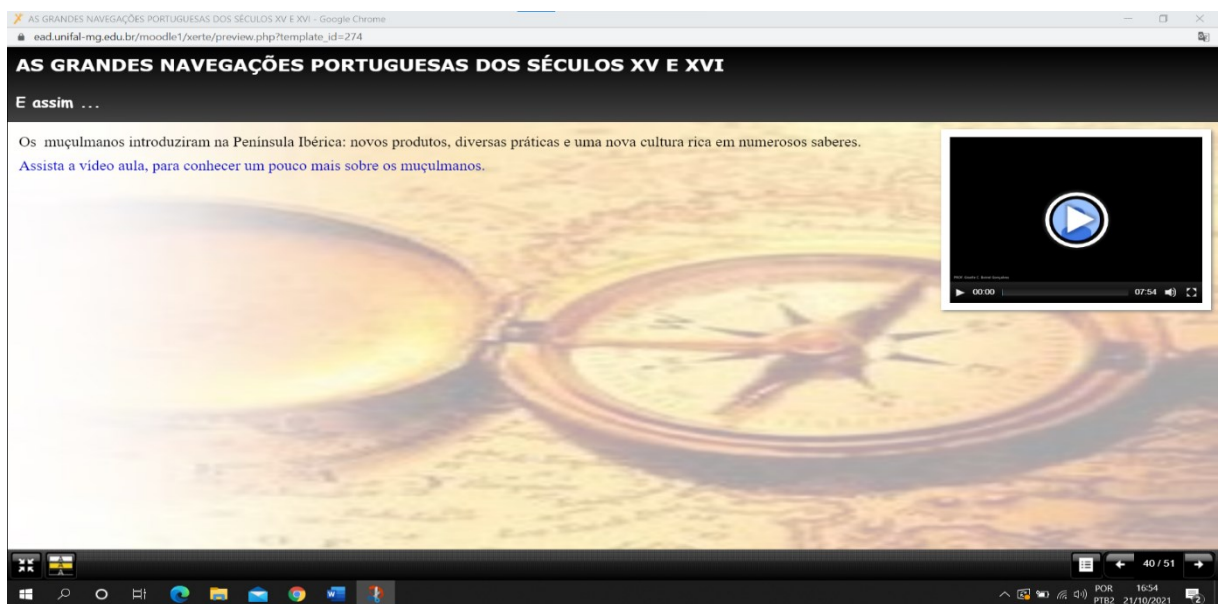 AS GRANDES NAVEGAÇÕES PORTUGUESAS DOS SÉCULOS XV E XVI - Google Chrome
ead.unifal-mg.edu.br/moodle1/xerte/preview.php?template_id=274
AS GRANDES NAVEGAÇÕES PORTUGUESAS DOS SÉCULOS XV E XVI
E assim ...
Os muçulmanos introduziram na Península Ibérica: novos produtos, diversas práticas e uma nova cultura rica em numerosos saberes.
Assista a vídeo aula, para conhecer um pouco mais sobre os muçulmanos.
00:00 07:54
40 / 51
POR 16:54
PTB2 21/10/2021